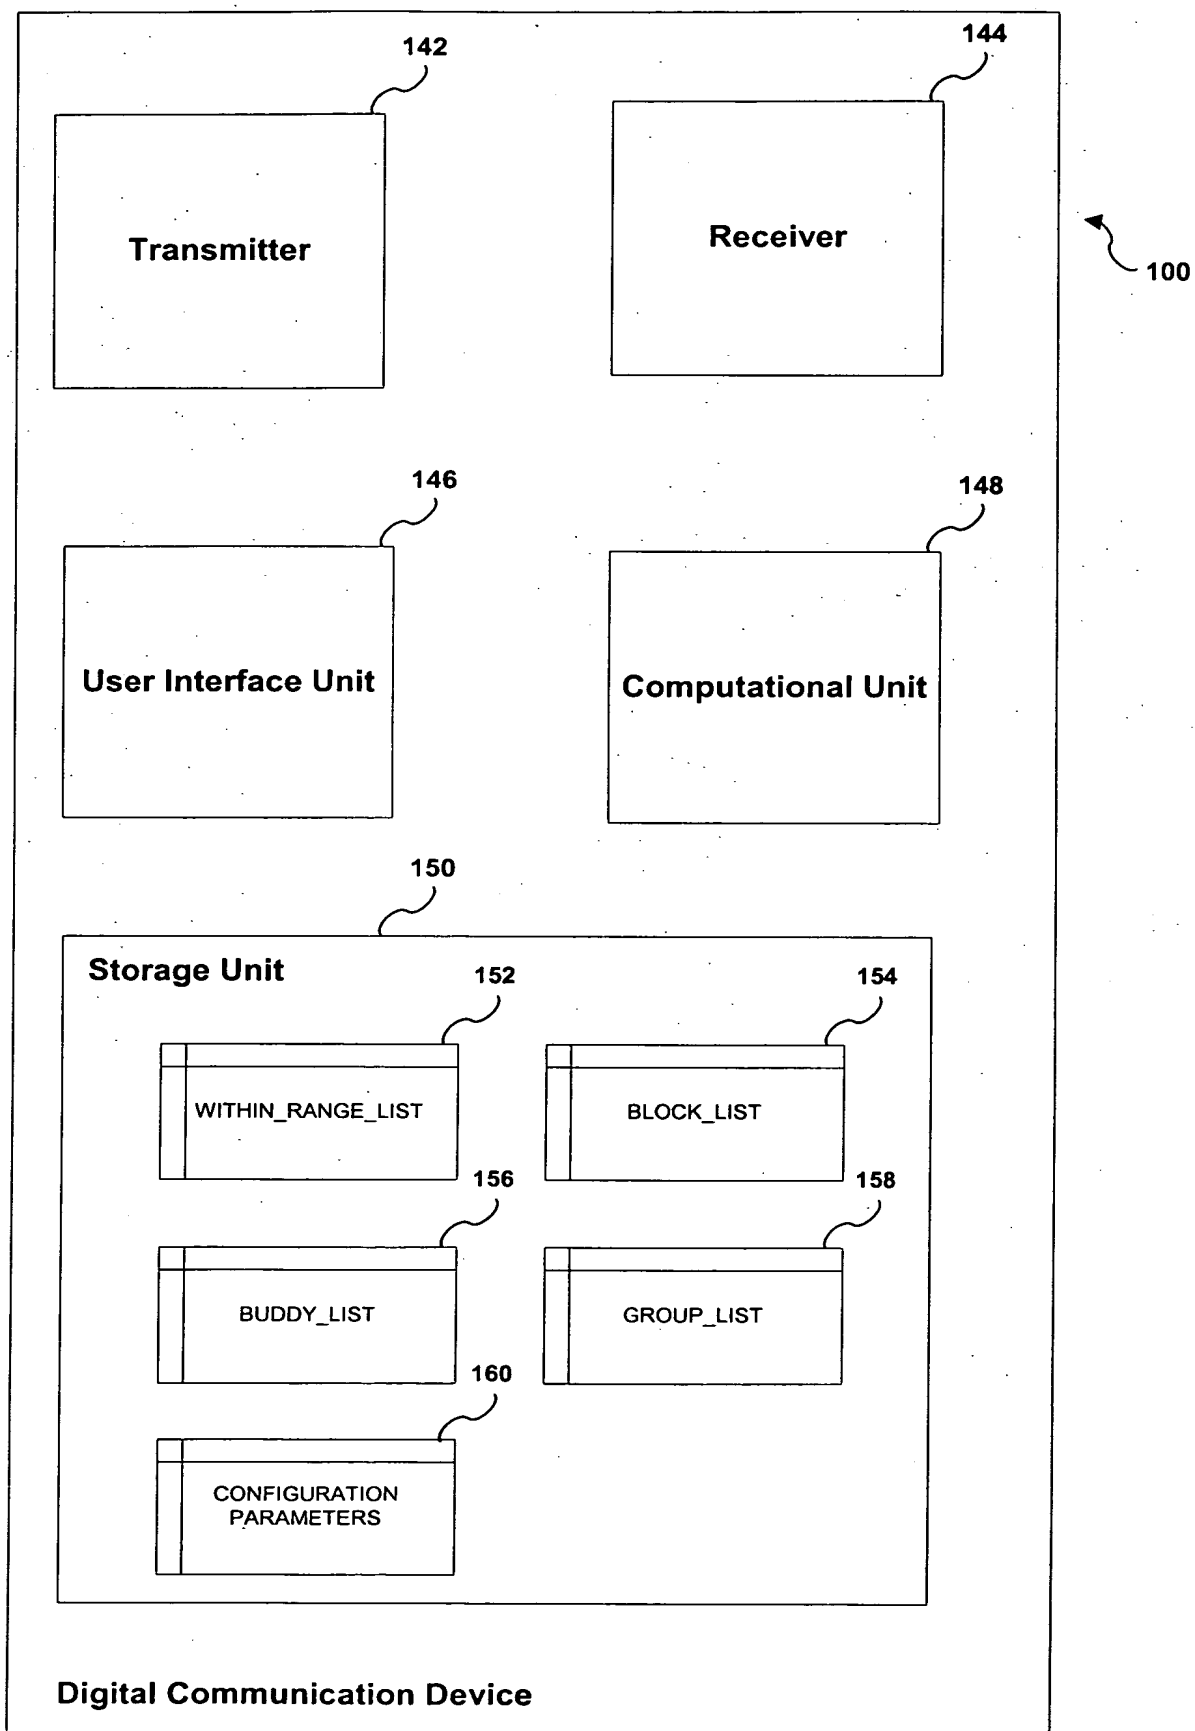 142
144
Transmitter
Receiver
100
146
148
User Interface Unit
Computational Unit
150
Storage Unit
152
154
WITHIN_RANGE_LIST
BLOCK_LIST
156
158
BUDDY_LIST
GROUP_LIST
160
CONFIGURATION
PARAMETERS
Digital Communication Device